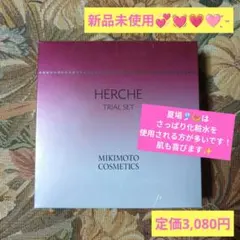 新品未使用💕💓💗💖
HERCHE
TRIAL SET
MIKIMOTO
COSMETICS
夏場🎐🌻は
さっぱり化粧水を
使用される方が多いです!
肌も喜びます✨
定価3,080円